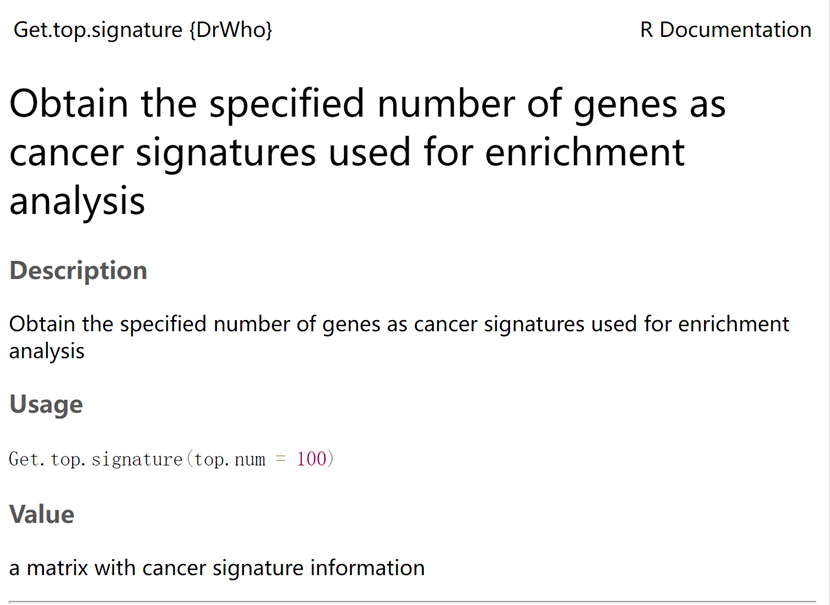 Get.top.signature {DrWho}
R Documentation
Obtain the specified number of genes as
cancer signatures used for enrichment
analysis
Description
Obtain the specified number of genes as cancer signatures used for enrichment
analysis
Usage
Get.top.signature(top.num = 100)
Value
a matrix with cancer signature information